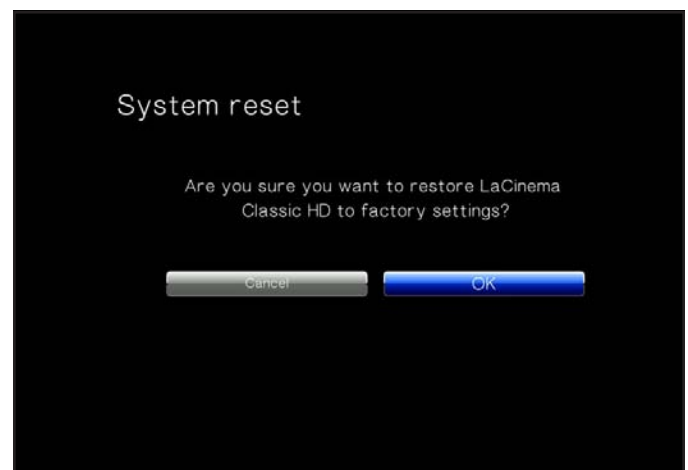 System reset
Are you sure you want to restore LaCinema
Classic HD to factory settings?
Cancel
OK